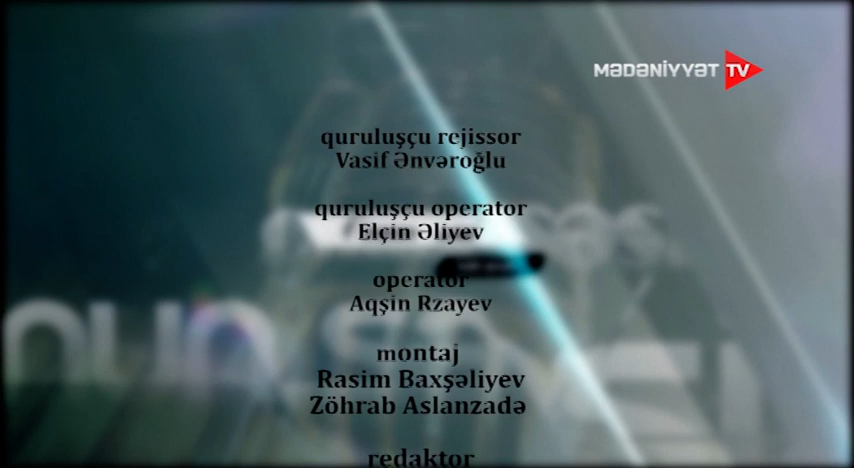 MƏDƏNİYYƏT TV
quruluşçu rejissor
Vasif Ənvəroğlu
quruluşçu operator
Elçin Əliyev
operator
Aqşin Rzayev
montaj
Rasim Baxşəliyev
Zöhrab Aslanzadə
redaktor